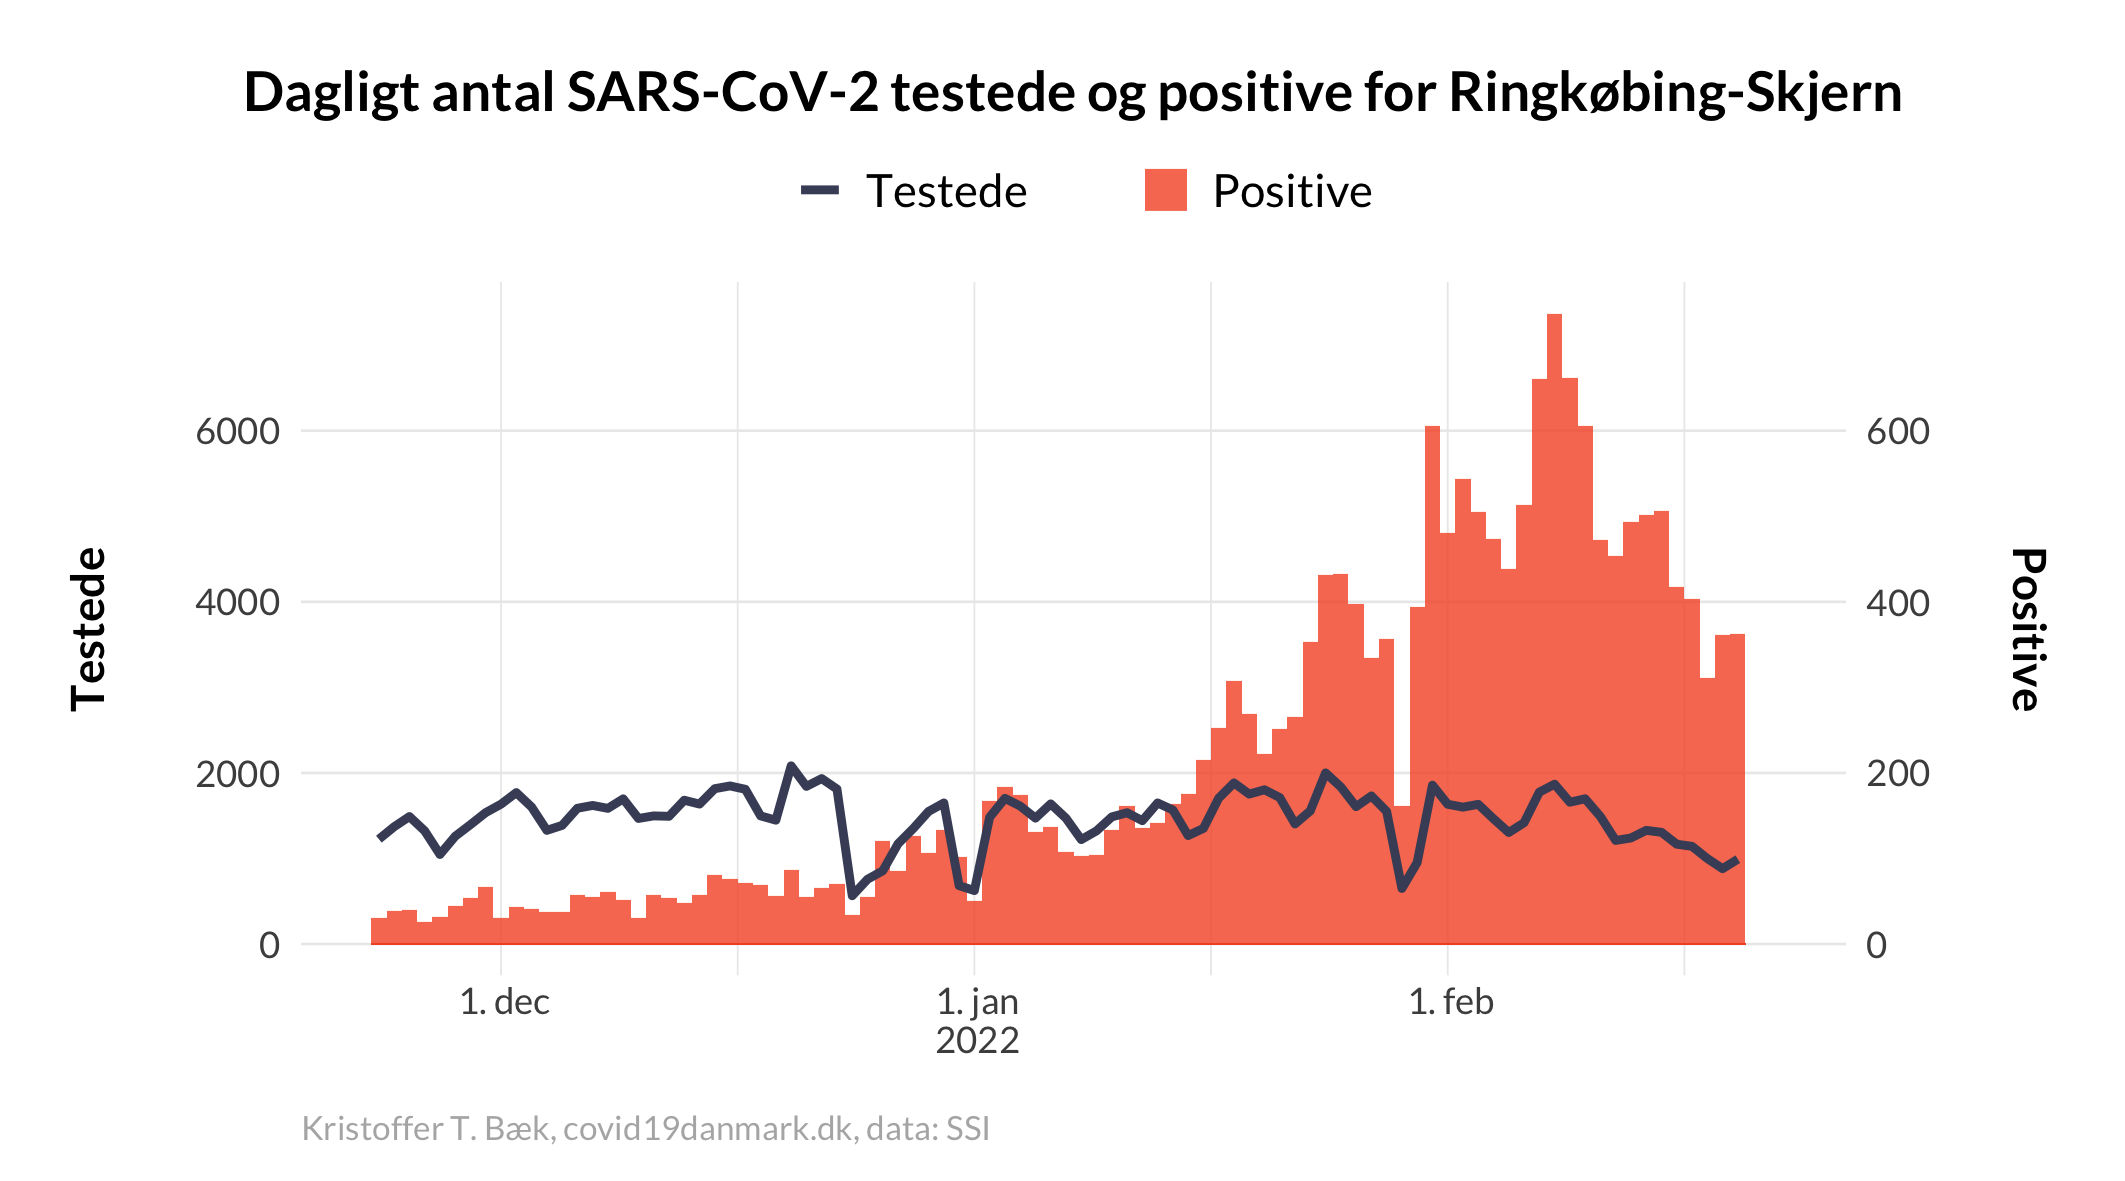 Dagligt antal SARS-CoV-2 testede og positive for Ringkøbing-Skjern
Testede
Positive
Testede
6000
4000
2000
0
600
400
200
0
Positive
1. dec
1. jan
2022
1. feb
Kristoffer T. Bæk, covid19danmark.dk, data: SSI